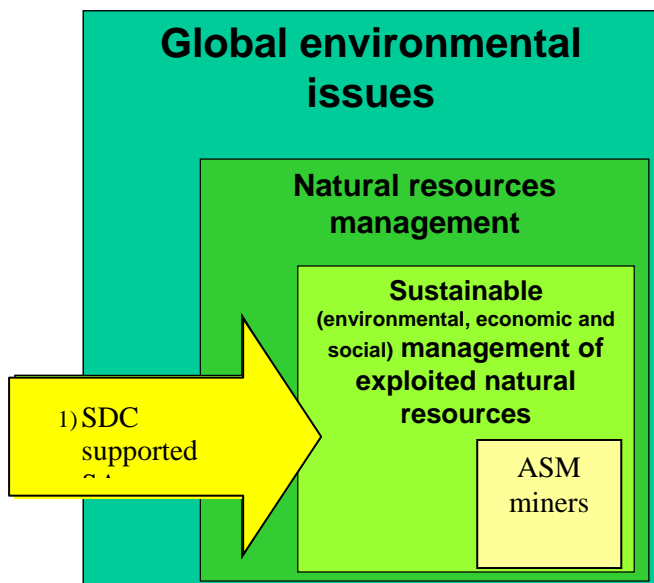 Global environmental
issues
Natural resources
management
Sustainable
(environmental, economic and
social) management of
exploited natural
resources
1) SDC
supported
ASM
miners